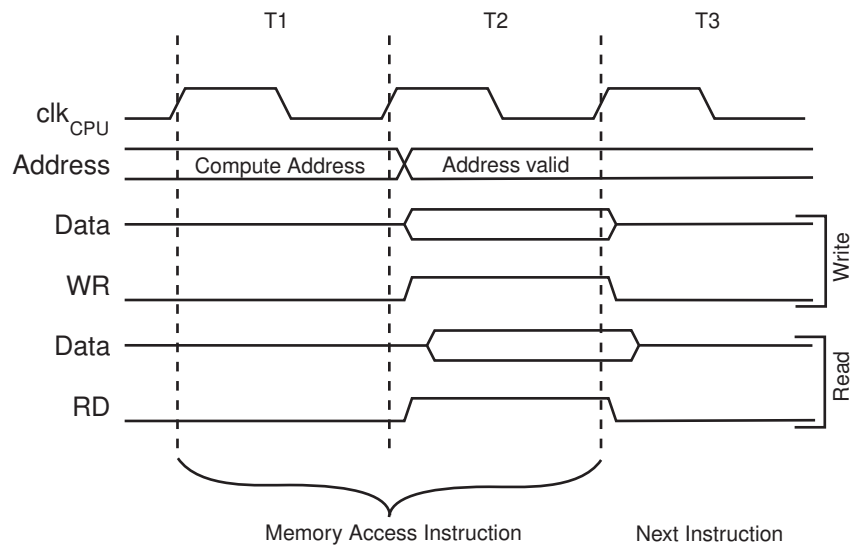 T1 T2 T3
clkCPU
Address Compute Address Address valid
Data
WR
Write
Data
RD
Read
Memory Access Instruction Next Instruction